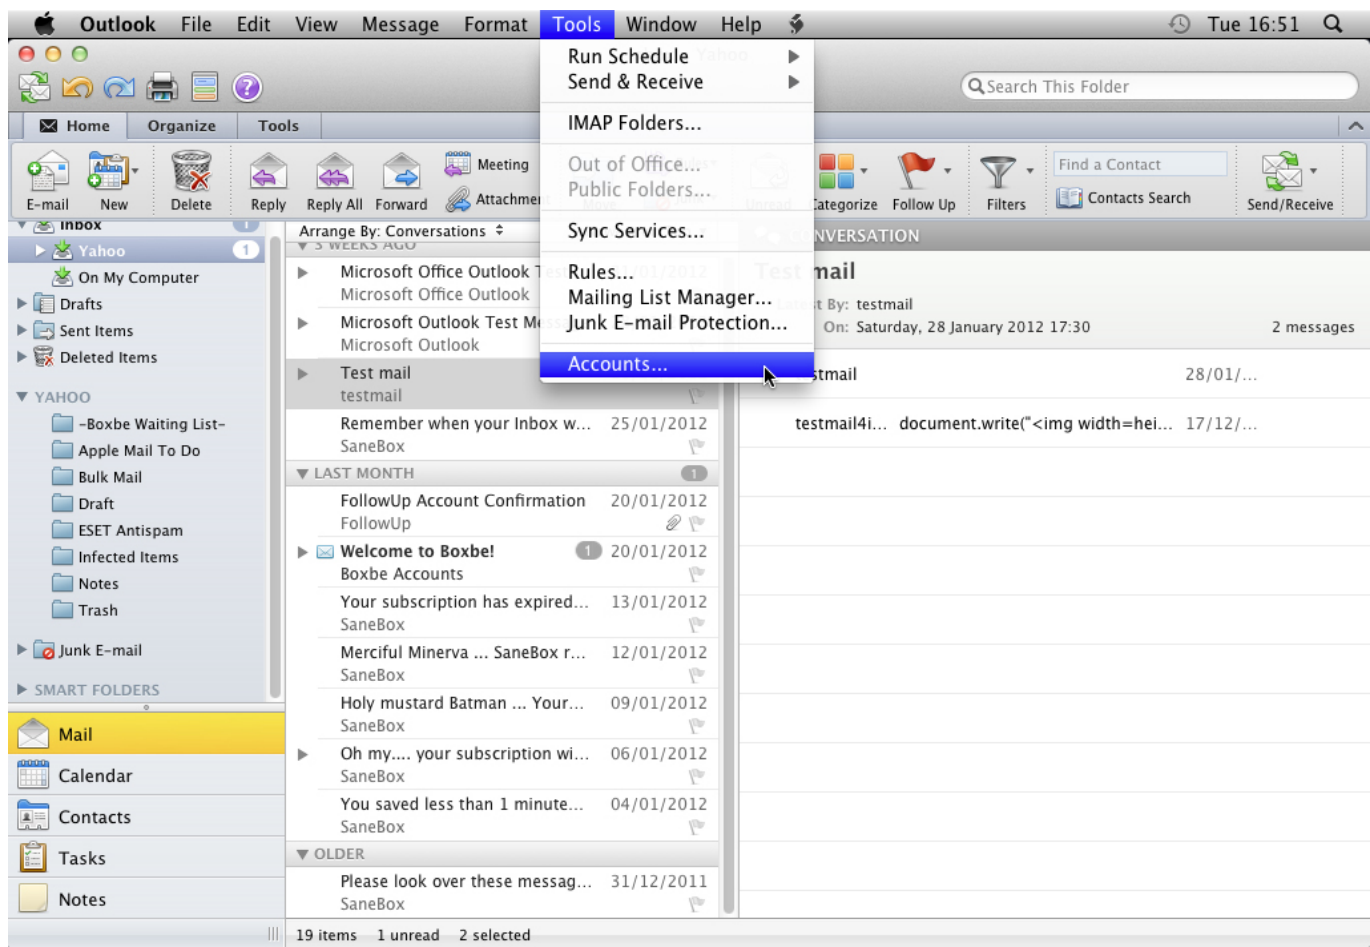 Outlook File Edit View Message Format Tools Window Help Tue 16:51
Search This Folder
Home Organize Tools
E-mail New Delete Reply Reply All Forward Meeting Attachment Move Unread Categorize Follow Up Filters Find a Contact Contacts Search Send/Receive
Run Schedule
Send & Receive
IMAP Folders...
Out of Office...
Public Folders...
Sync Services...
Rules...
Mailing List Manager...
Junk E-mail Protection...
Accounts...
Inbox 1
Yahoo 1
On My Computer
Drafts
Sent Items
Deleted Items
YAHOO
-Boxbe Waiting List-
Apple Mail To Do
Bulk Mail
Draft
ESET Antispam
Infected Items
Notes
Trash
Junk E-mail
SMART FOLDERS
Mail
Calendar
Contacts
Tasks
Notes
Arrange By: Conversations
3 WEEKS AGO
Microsoft Office Outlook
Microsoft Office Outlook
Microsoft Outlook Test
Microsoft Outlook
Test mail
testmail
Remember when your Inbox w... 25/01/2012
SaneBox
LAST MONTH 1
FollowUp Account Confirmation 20/01/2012
FollowUp
Welcome to Boxbe! 1 20/01/2012
Boxbe Accounts
Your subscription has expired... 13/01/2012
SaneBox
Merciful Minerva ... SaneBox r... 12/01/2012
SaneBox
Holy mustard Batman ... Your... 09/01/2012
SaneBox
Oh my.... your subscription wi... 06/01/2012
SaneBox
You saved less than 1 minute... 04/01/2012
SaneBox
OLDER
Please look over these messag... 31/12/2011
SaneBox
NVERSATION
Test mail
By: testmail
On: Saturday, 28 January 2012 17:30 2 messages
stmail 28/01/...
testmail4i... document.write("<img width=hei... 17/12/...
19 items 1 unread 2 selected